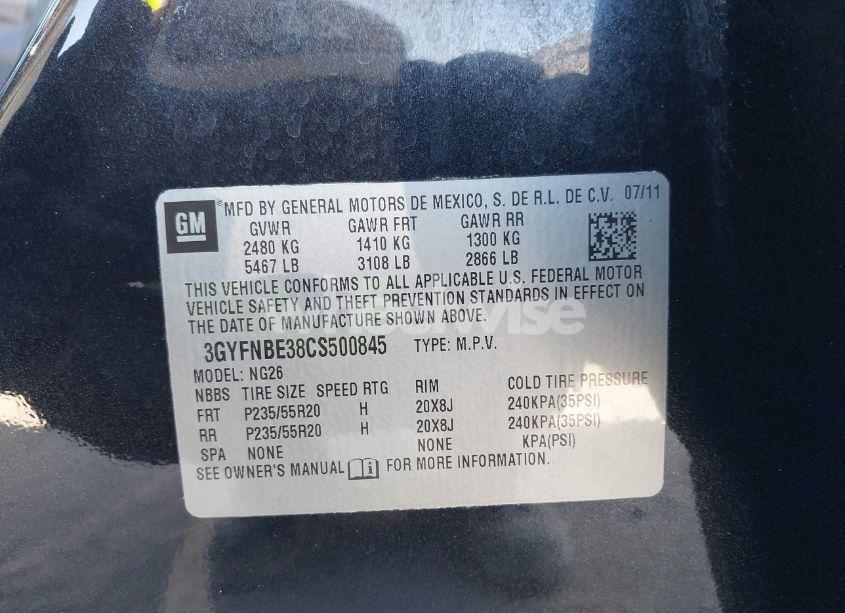 GM
® MFD BY GENERAL MOTORS DE MEXICO, S. DE R.L. DE C.V. 07/11
GVWR GAWR FRT GAWR RR
2480 KG 1410 KG 1300 KG
5467 LB 3108 LB 2866 LB
THIS VEHICLE CONFORMS TO ALL APPLICABLE U.S. FEDERAL MOTOR
VEHICLE SAFETY AND THEFT PREVENTION STANDARDS IN EFFECT ON
THE DATE OF MANUFACTURE SHOWN ABOVE.
3GYFNBE38CS500845 TYPE: M.P.V.
MODEL: NG26
NBBS TIRE SIZE SPEED RTG RIM COLD TIRE PRESSURE
FRT P235/55R20 H 20X8J 240KPA(35PSI)
RR P235/55R20 H 20X8J 240KPA(35PSI)
SPA NONE NONE KPA(PSI)
SEE OWNER'S MANUAL FOR MORE INFORMATION.